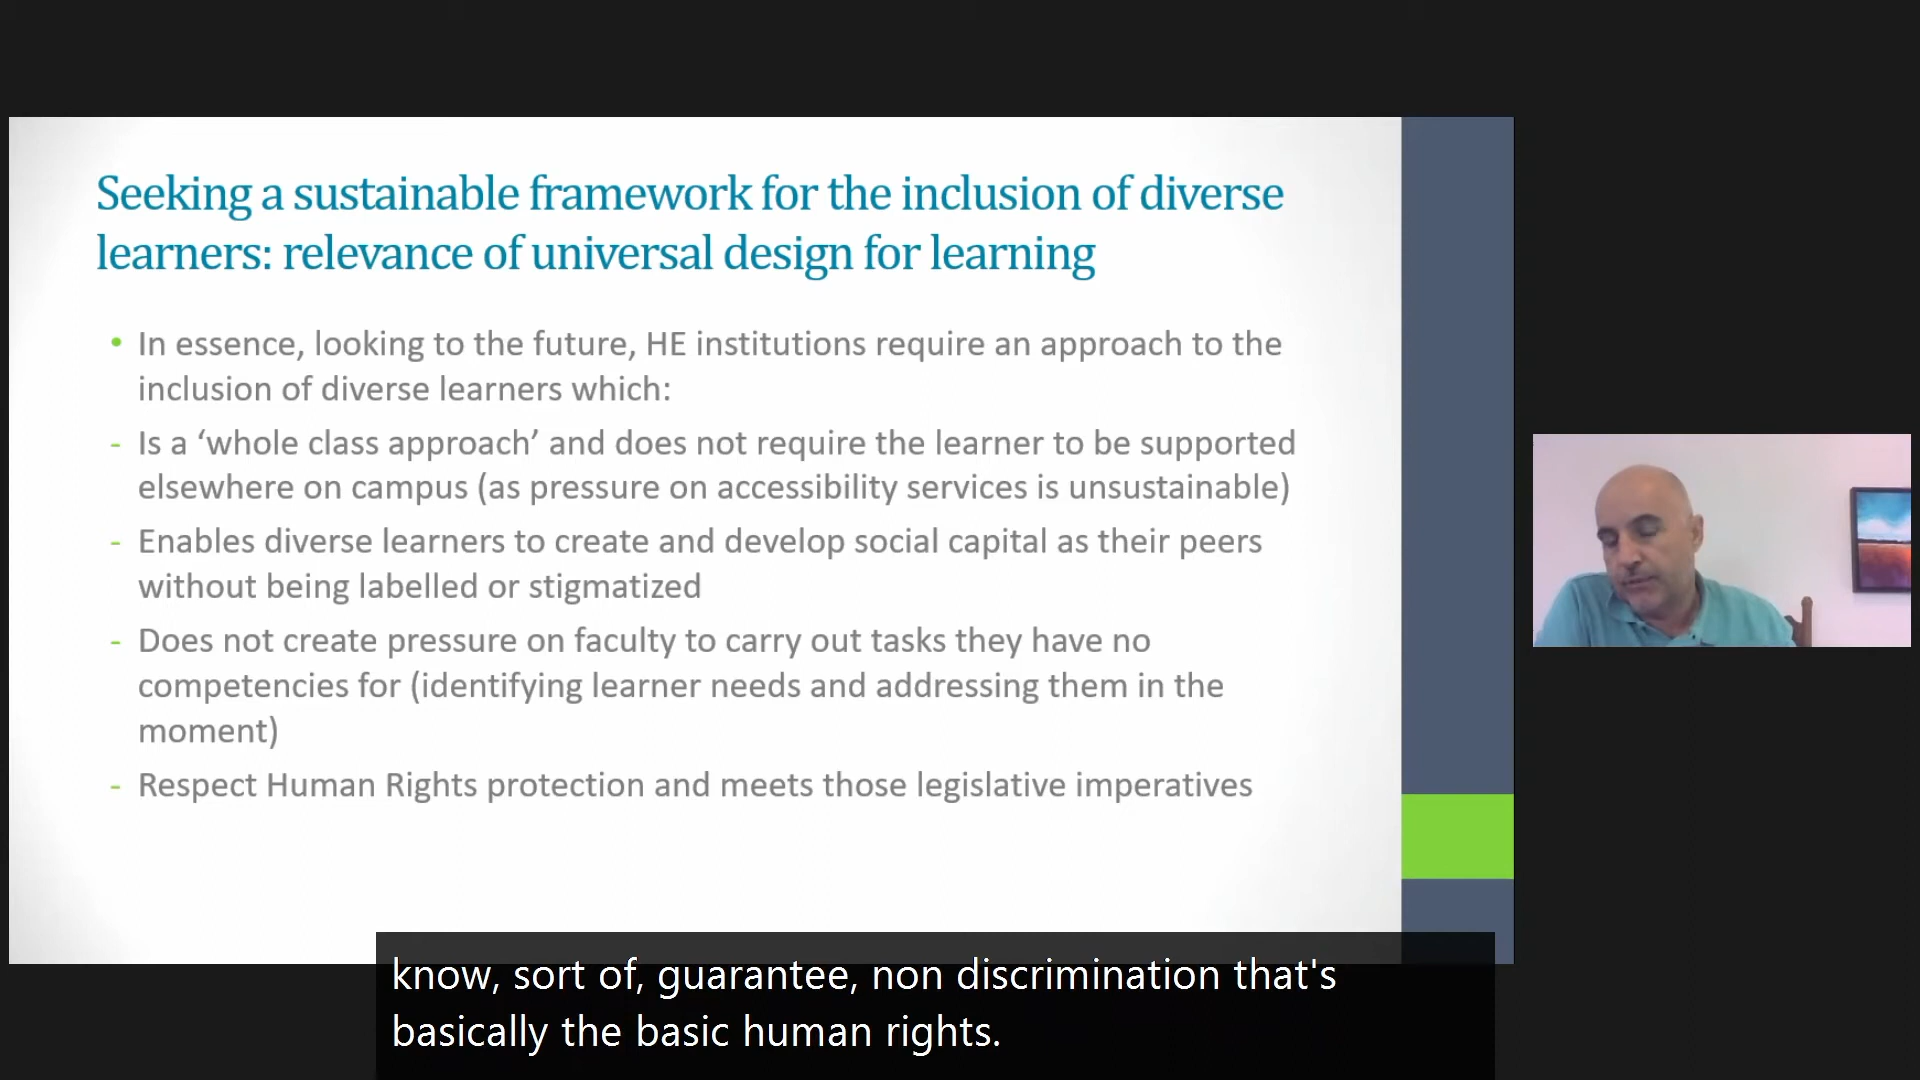 Seeking a sustainable framework for the inclusion of diverse
learners: relevance of universal design for learning
• In essence, looking to the future, HE institutions require an approach to the
inclusion of diverse learners which:
- Is a ‘whole class approach’ and does not require the learner to be supported
elsewhere on campus (as pressure on accessibility services is unsustainable)
- Enables diverse learners to create and develop social capital as their peers
without being labelled or stigmatized
- Does not create pressure on faculty to carry out tasks they have no
competencies for (identifying learner needs and addressing them in the
moment)
- Respect Human Rights protection and meets those legislative imperatives
know, sort of, guarantee, non discrimination that's
basically the basic human rights.